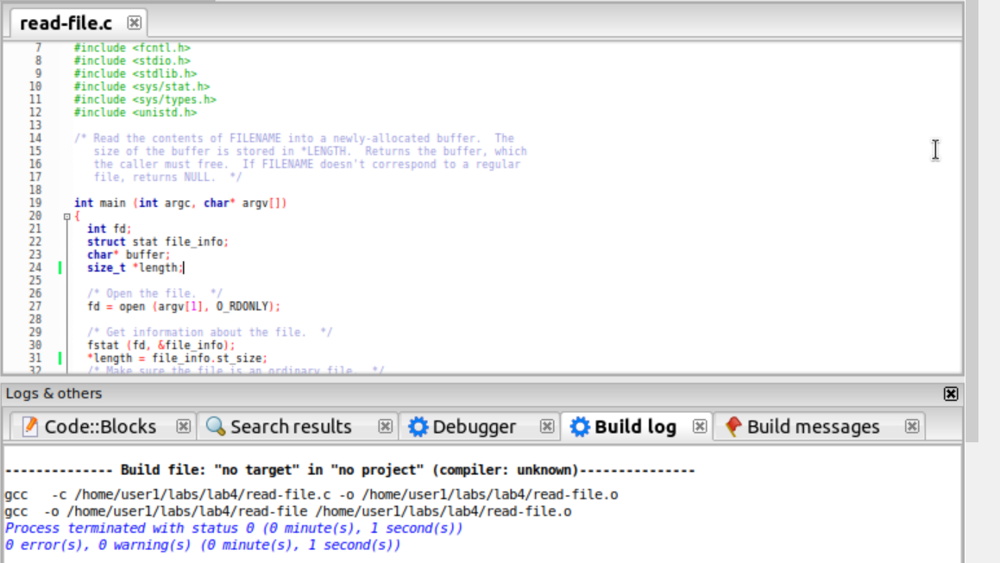 read-file.c
7 #include <fcntl.h>
8 #include <stdio.h>
9 #include <stdlib.h>
10 #include <sys/stat.h>
11 #include <sys/types.h>
12 #include <unistd.h>
13
14 /* Read the contents of FILENAME into a newly-allocated buffer.  The
15    size of the buffer is stored in *LENGTH.  Returns the buffer, which
16    the caller must free.  If FILENAME doesn't correspond to a regular
17    file, returns NULL.  */
18
19 int main (int argc, char* argv[])
20 {
21   int fd;
22   struct stat file_info;
23   char* buffer;
24   size_t *length;
25
26   /* Open the file.  */
27   fd = open (argv[1], O_RDONLY);
28
29   /* Get information about the file.  */
30   fstat (fd, &file_info);
31   *length = file_info.st_size;
32   /* Make sure the file is an ordinary file.  */
Logs & others
Code::Blocks Search results Debugger Build log Build messages
-------------- Build file: "no target" in "no project" (compiler: unknown)---------------
gcc   -c /home/user1/labs/lab4/read-file.c -o /home/user1/labs/lab4/read-file.o
gcc  -o /home/user1/labs/lab4/read-file /home/user1/labs/lab4/read-file.o
Process terminated with status 0 (0 minute(s), 1 second(s))
0 error(s), 0 warning(s) (0 minute(s), 1 second(s))